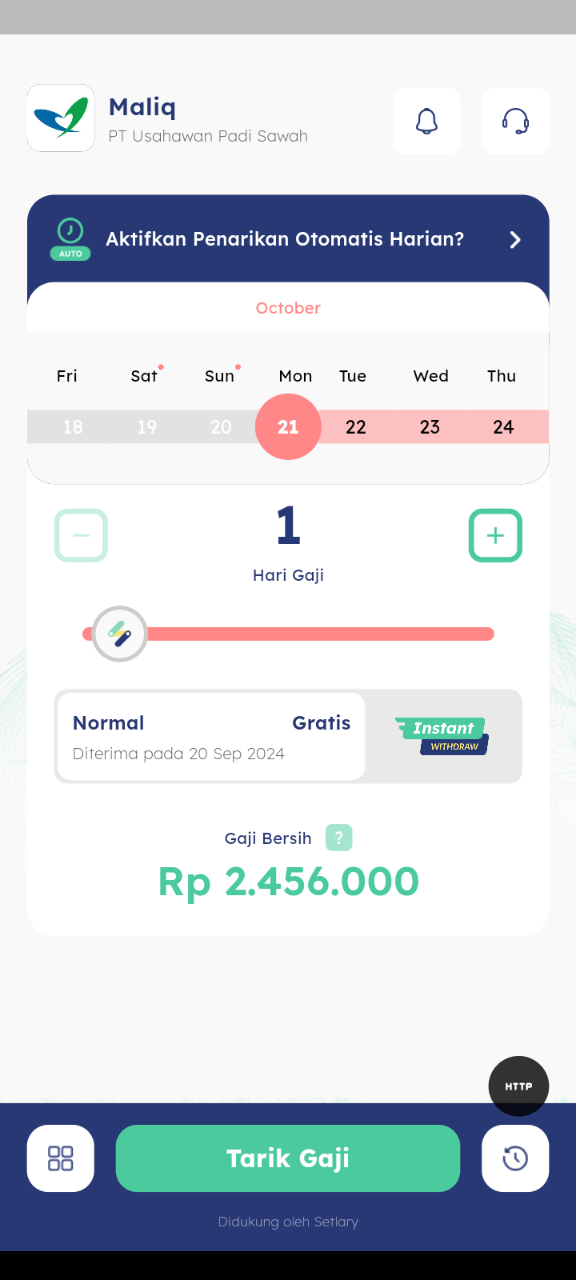 Maliq
PT Usahawan Padi Sawah
AUTO
Aktifkan Penarikan Otomatis Harian?
October
Fri Sat Sun Mon Tue Wed Thu
18 19 20 21 22 23 24
1
Hari Gaji
Normal Gratis
Diterima pada 20 Sep 2024
Instant
WITHDRAW
Gaji Bersih ?
Rp 2.456.000
HTTP
Tarik Gaji
Didukung oleh Setlary